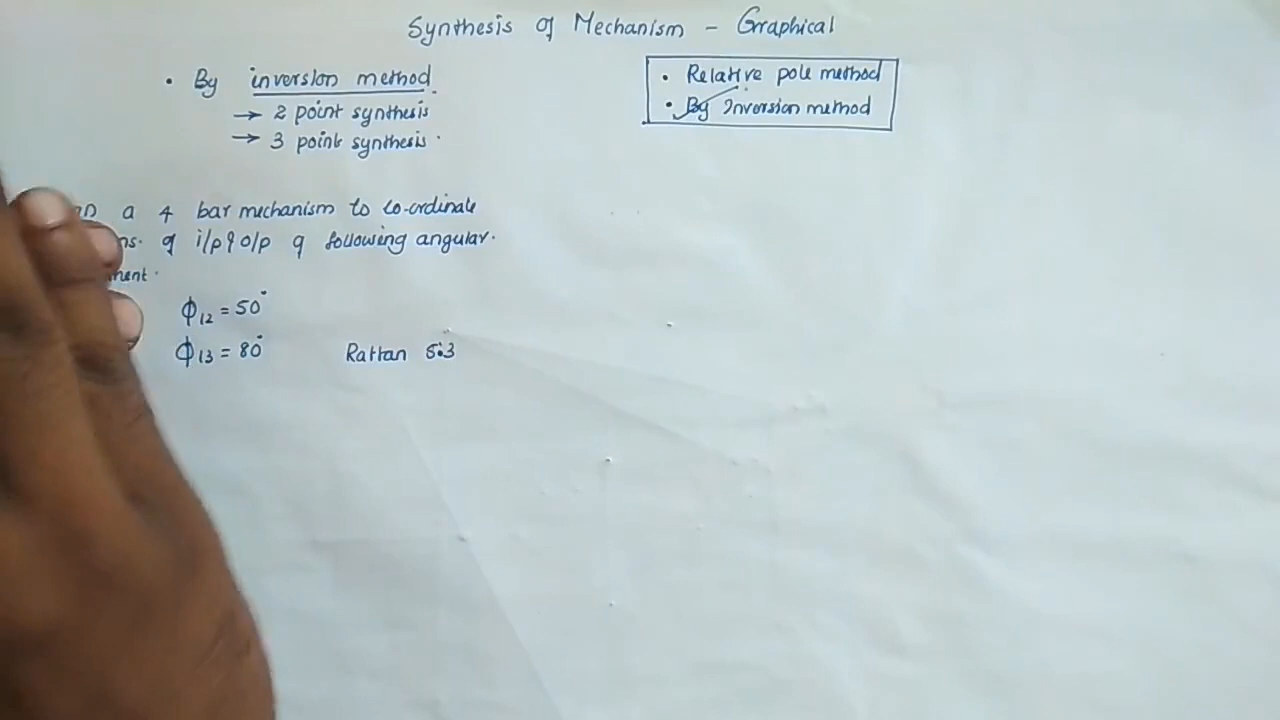 Synthesis of Mechanism - Graphical
• By inversion method.
→ 2 point synthesis
→ 3 point synthesis.
• Relative pole method
• By Inversion method
a 4 bar mechanism to co-ordinate
of i/p & o/p q following angular.
ϕ12 = 50°
ϕ13 = 80°
Rattan 5.3